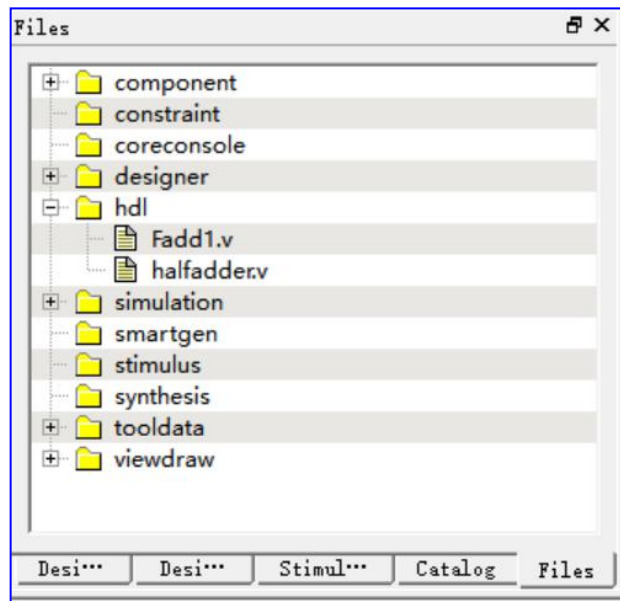 Files
component
constraint
coreconsole
designer
hdl
Fadd1.v
halfadder.v
simulation
smartgen
stimulus
synthesis
tooldata
viewdraw
Desi··· Desi··· Stimul··· Catalog Files